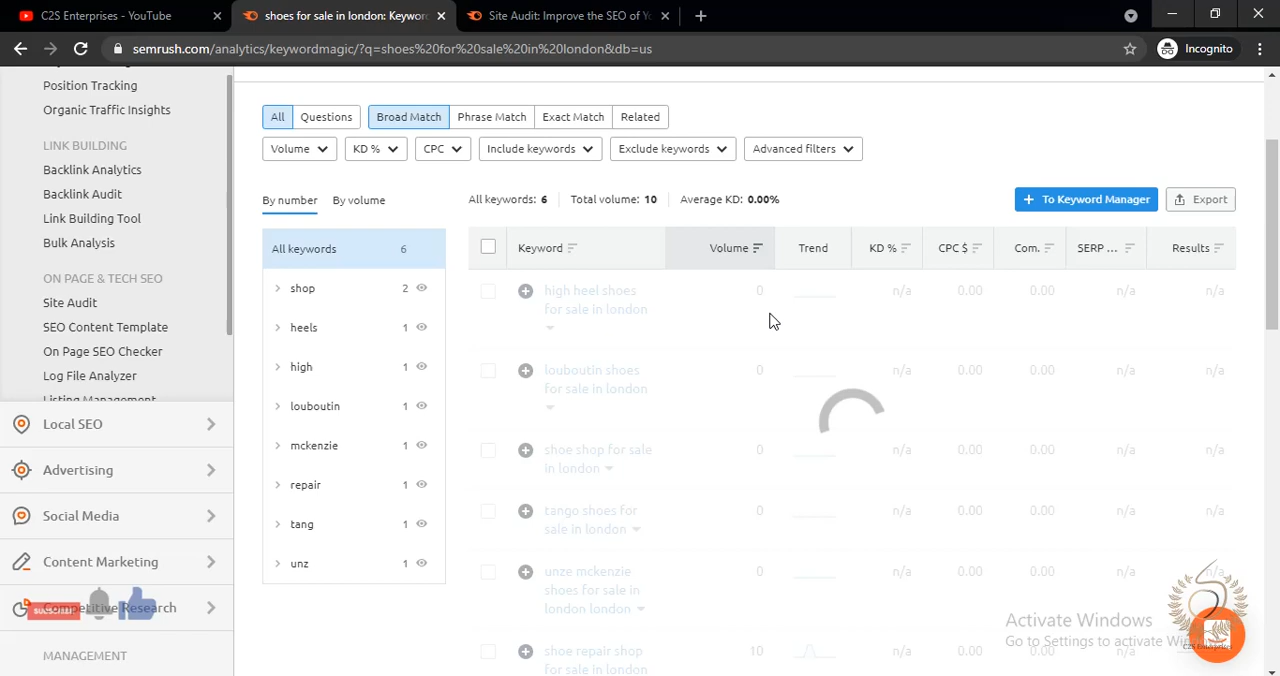 C2S Enterprises - YouTube
shoes for sale in london: Keyword
Site Audit: Improve the SEO of Yo
semrush.com/analytics/keywordmagic/?q=shoes%20for%20sale%20in%20london&db=us
Incognito
Position Tracking
Organic Traffic Insights
LINK BUILDING
Backlink Analytics
Backlink Audit
Link Building Tool
Bulk Analysis
ON PAGE & TECH SEO
Site Audit
SEO Content Template
On Page SEO Checker
Log File Analyzer
Listing Management
Local SEO
Advertising
Social Media
Content Marketing
Competitive Research
SUBSCRIBE
MANAGEMENT
All Questions Broad Match Phrase Match Exact Match Related
Volume KD % CPC Include keywords Exclude keywords Advanced filters
By number By volume
All keywords 6
shop 2
heels 1
high 1
louboutin 1
mckenzie 1
repair 1
tang 1
unz 1
All keywords: 6 Total volume: 10 Average KD: 0.00%
+ To Keyword Manager Export
Keyword Volume Trend KD % CPC $ Com. SERP ... Results
high heel shoes 0 n/a 0.00 0.00 n/a n/a
for sale in london
louboutin shoes 0 n/a 0.00 0.00 n/a n/a
for sale in london
shoe shop for sale 0 n/a 0.00 0.00 n/a n/a
in london
tango shoes for 0 n/a 0.00 0.00 n/a n/a
sale in london
unze mckenzie 0 n/a 0.00 0.00 n/a n/a
shoes for sale in
london london
shoe repair shop 10 n/a 0.00 0.00 n/a n/a
for sale in london
Activate Windows
Go to Settings to activate Wi
C2S Enterprises